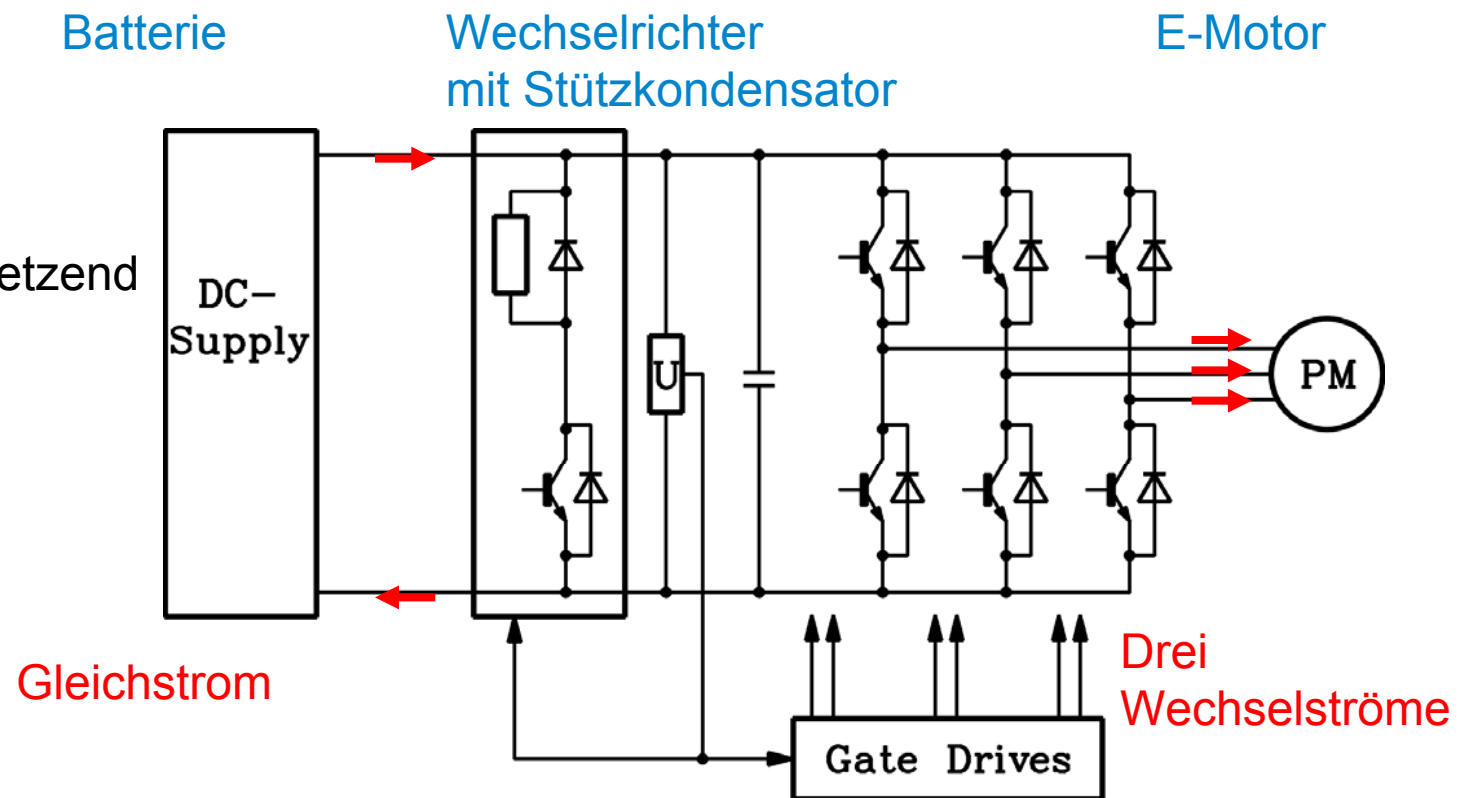 Batterie
Wechselrichter
mit Stützkondensator
E-Motor
etzend
DC-
Supply
U
PM
Gleichstrom
Drei
Wechselströme
Gate Drives